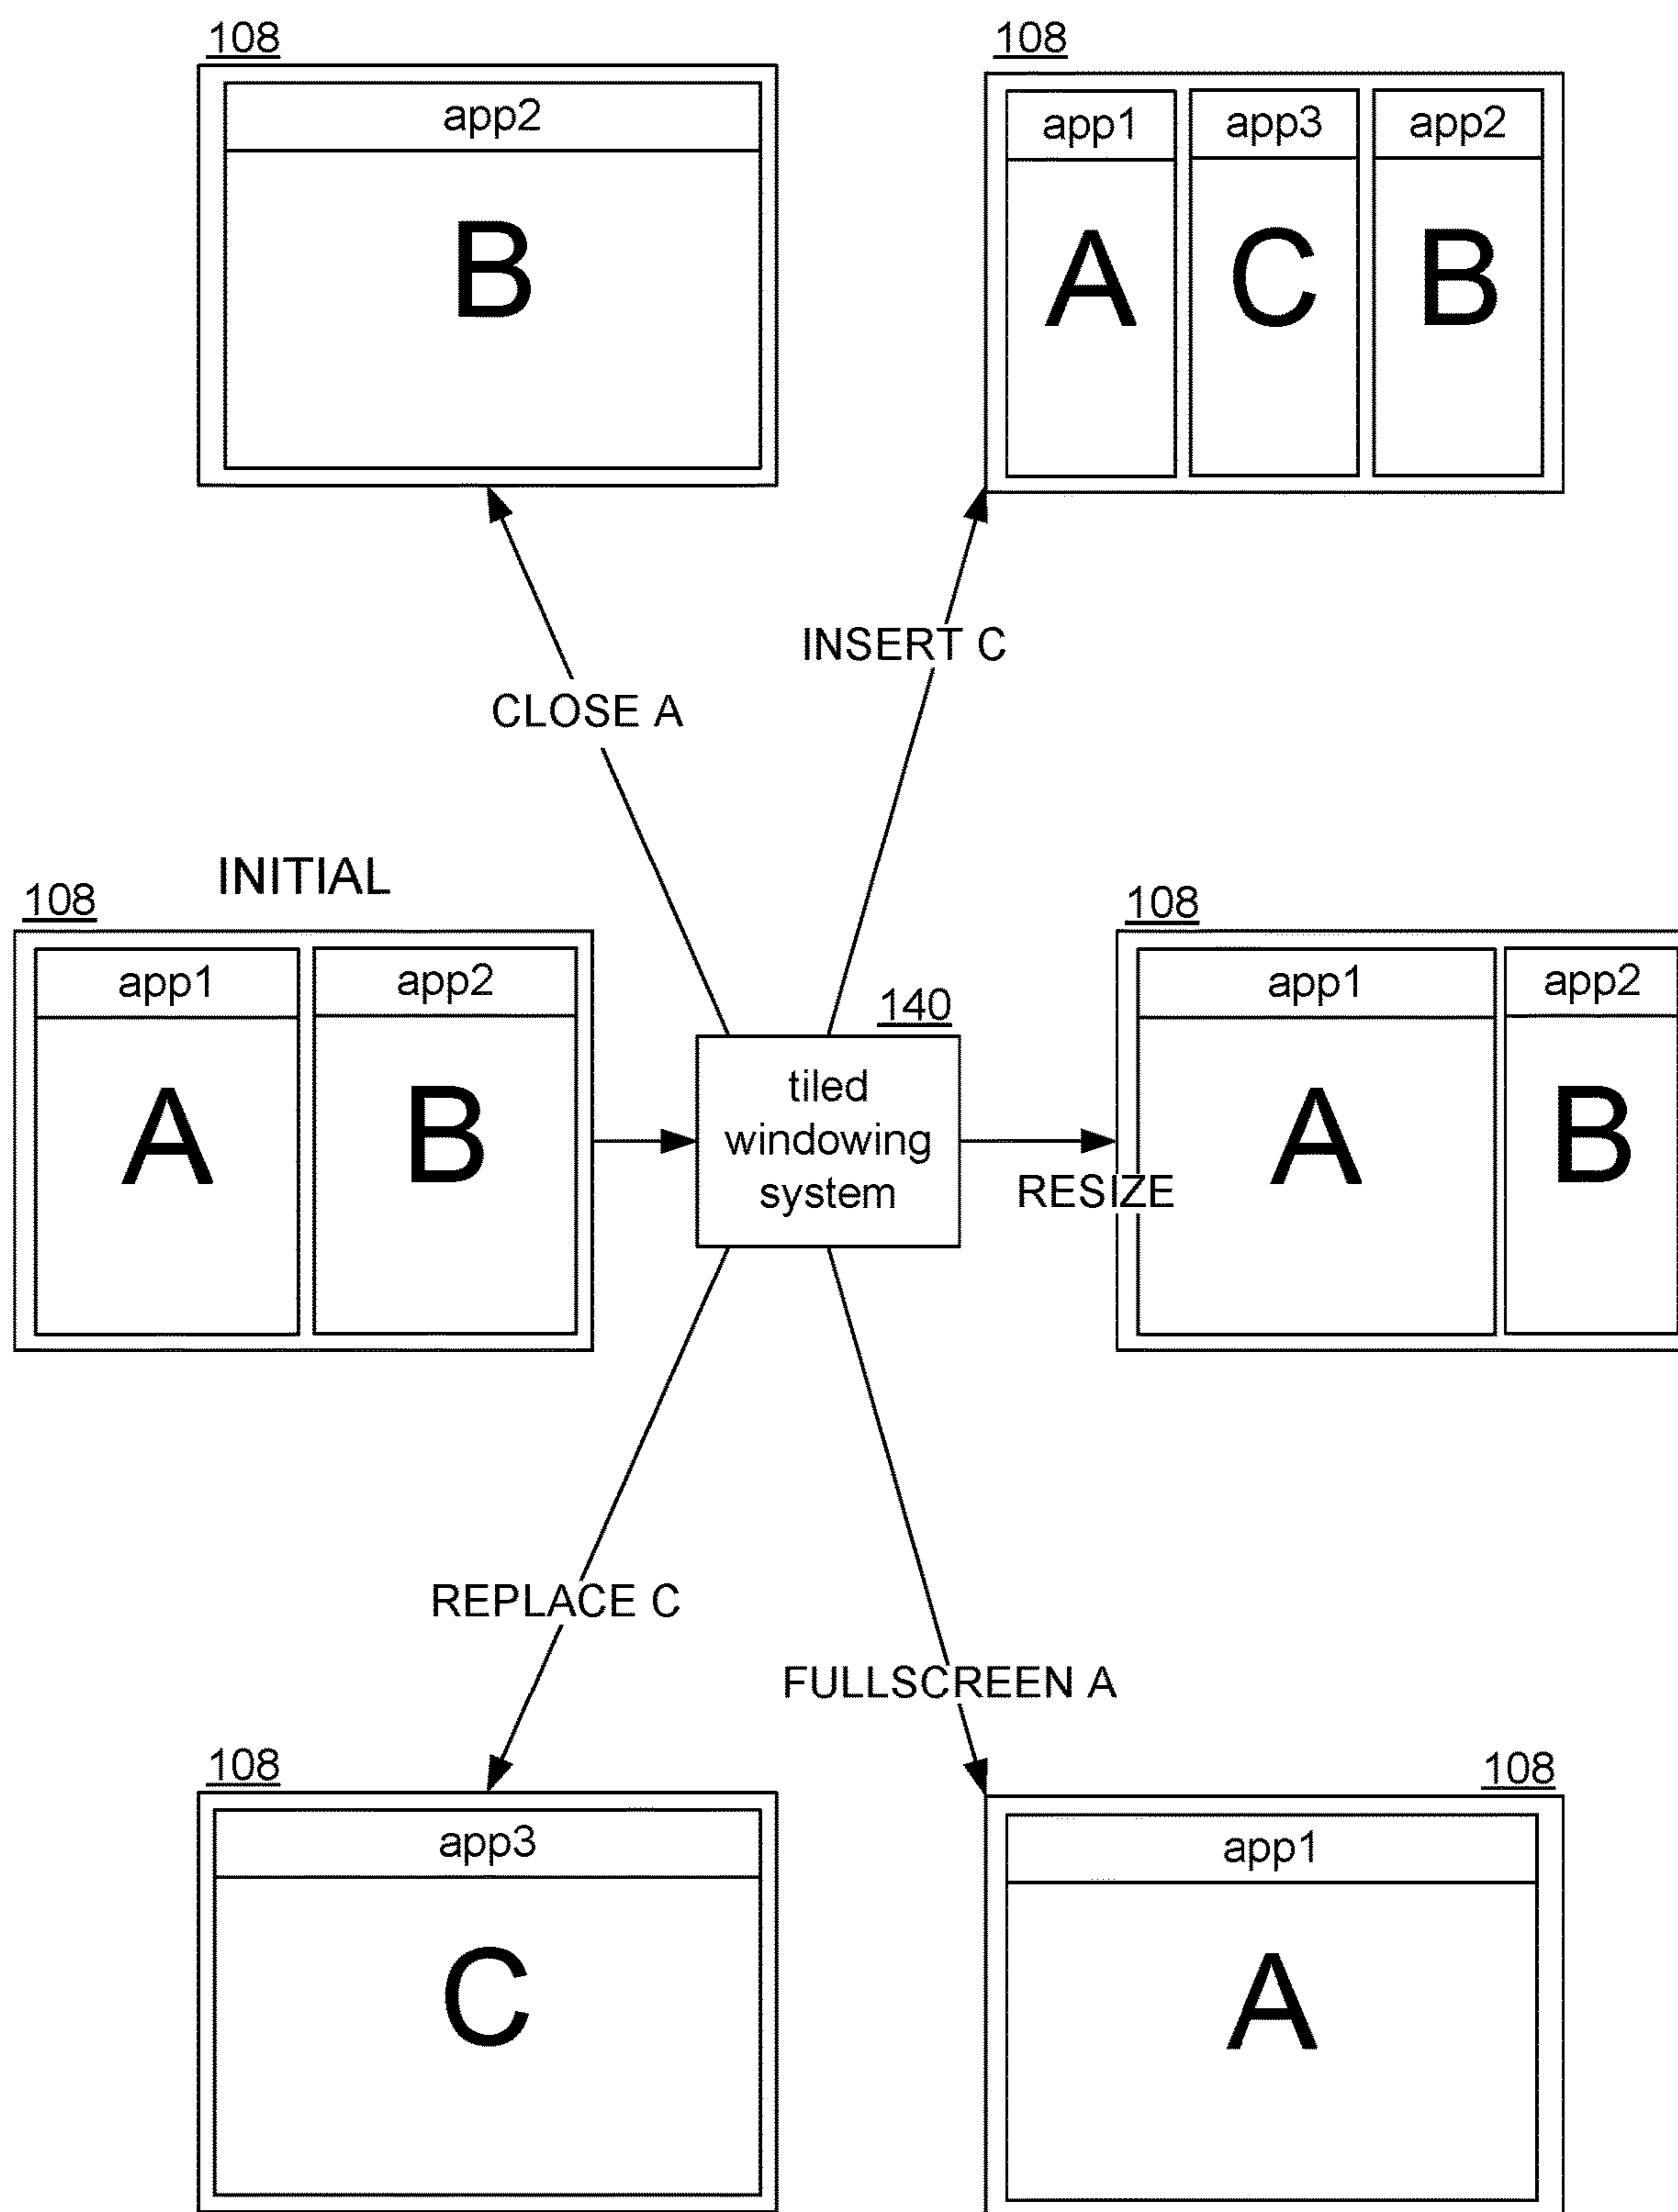 108
app2
B
108
app1
app3
app2
A
C
B
INSERT C
CLOSE A
INITIAL
108
app1
app2
A
B
140
tiled
windowing
system
108
app1
app2
A
B
RESIZE
REPLACE C
FULLSCREEN A
108
app3
C
108
app1
A